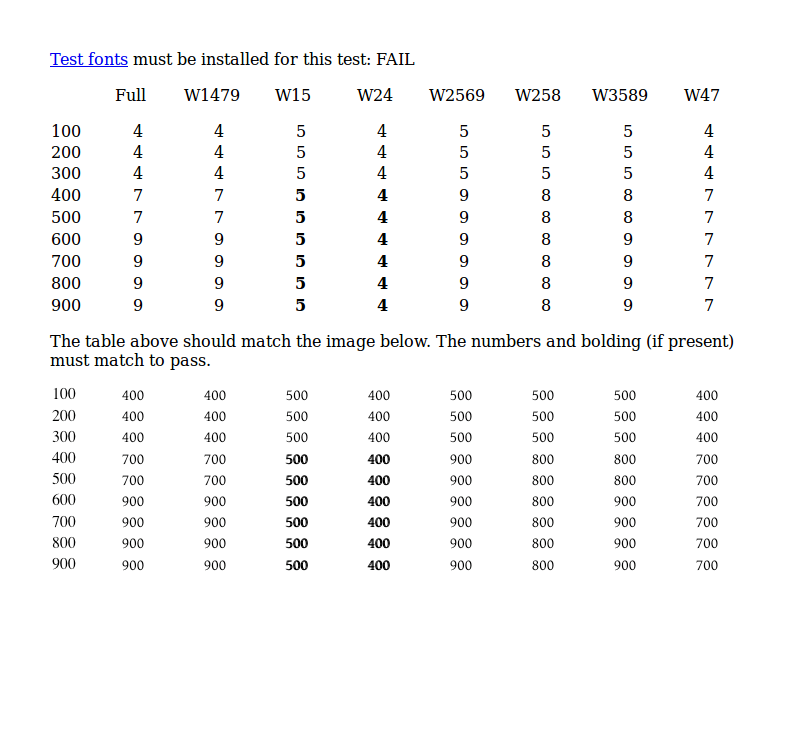 Test fonts must be installed for this test: FAIL
Full W1479 W15 W24 W2569 W258 W3589 W47
100 4 4 5 4 5 5 5 4
200 4 4 5 4 5 5 5 4
300 4 4 5 4 5 5 5 4
400 7 7 5 4 9 8 8 7
500 7 7 5 4 9 8 8 7
600 9 9 5 4 9 8 9 7
700 9 9 5 4 9 8 9 7
800 9 9 5 4 9 8 9 7
900 9 9 5 4 9 8 9 7
The table above should match the image below. The numbers and bolding (if present)
must match to pass.
100 400 400 500 400 500 500 500 400
200 400 400 500 400 500 500 500 400
300 400 400 500 400 500 500 500 400
400 700 700 500 400 900 800 800 700
500 700 700 500 400 900 800 800 700
600 900 900 500 400 900 800 900 700
700 900 900 500 400 900 800 900 700
800 900 900 500 400 900 800 900 700
900 900 900 500 400 900 800 900 700